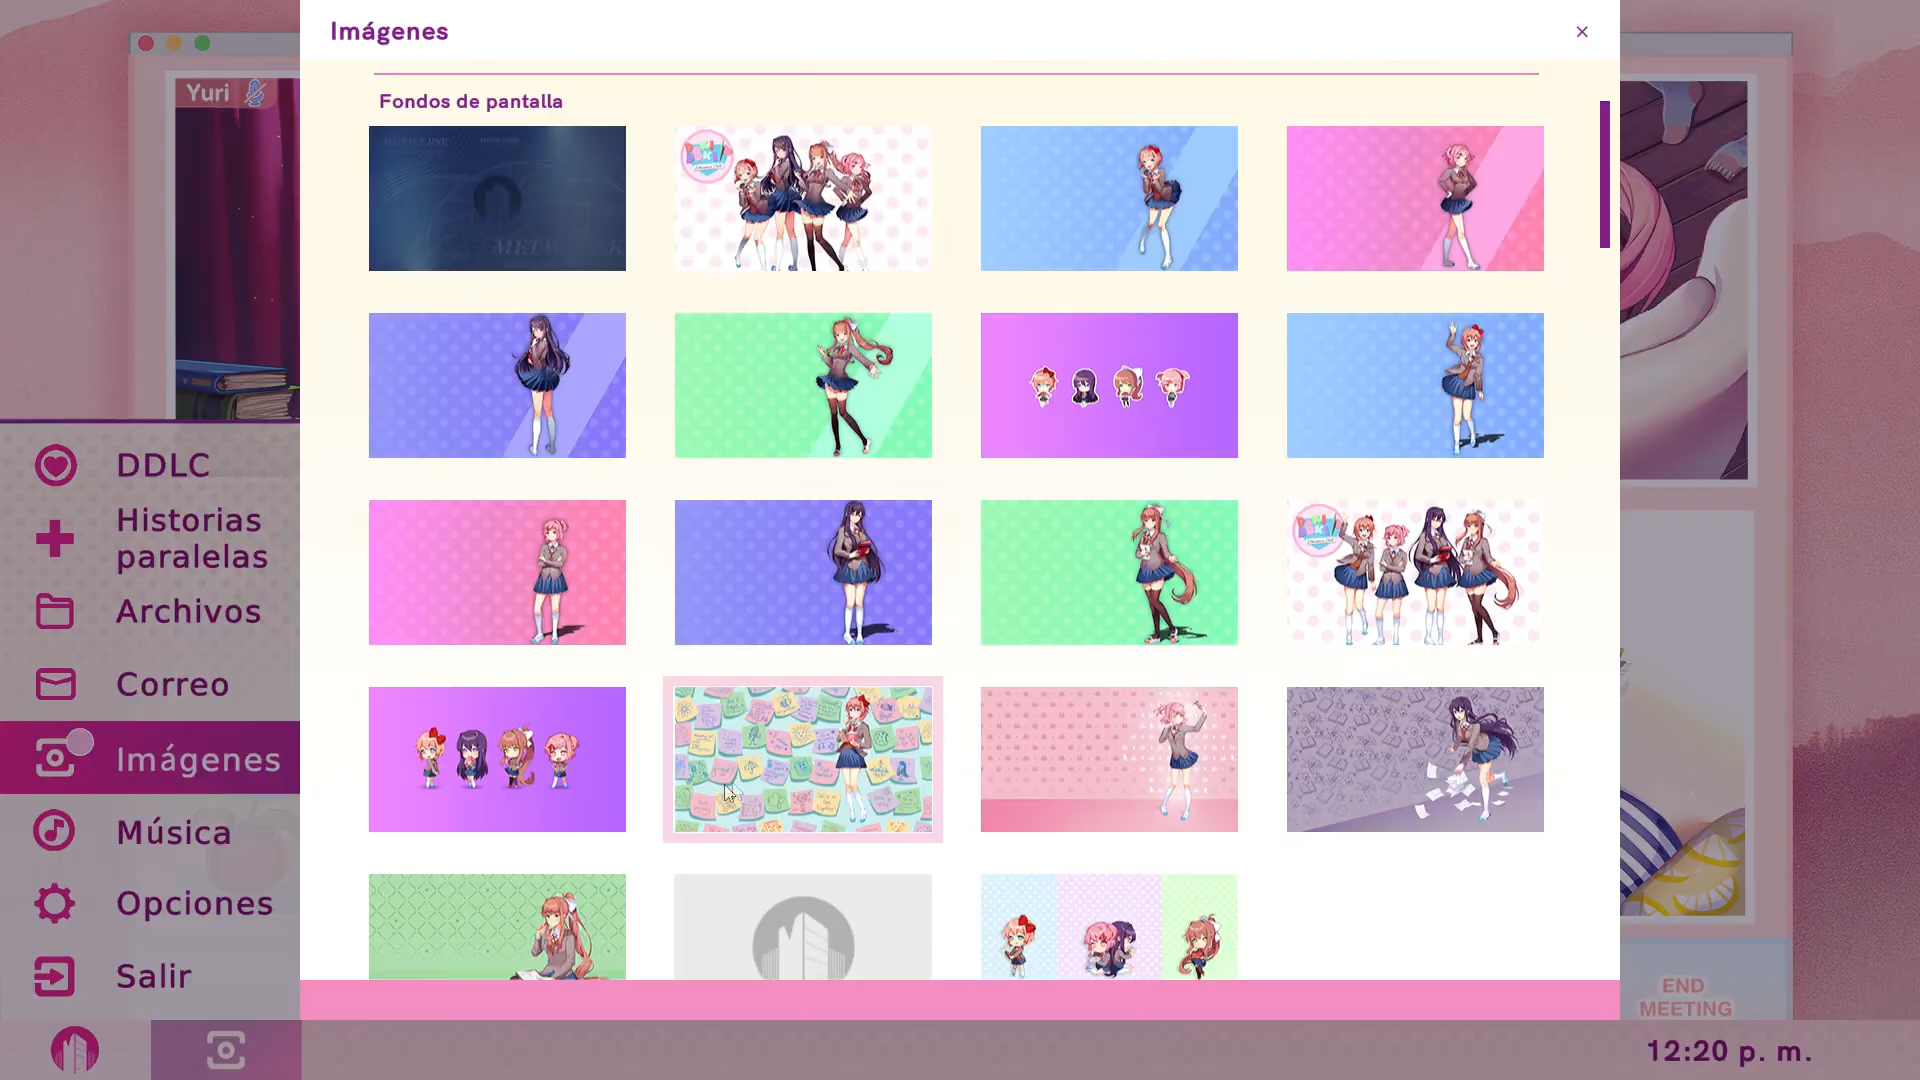 Imágenes
×
Fondos de pantalla
Yuri
DDLC
Historias
paralelas
Archivos
Correo
Imágenes
Música
Opciones
Salir
END
MEETING
12:20 p. m.